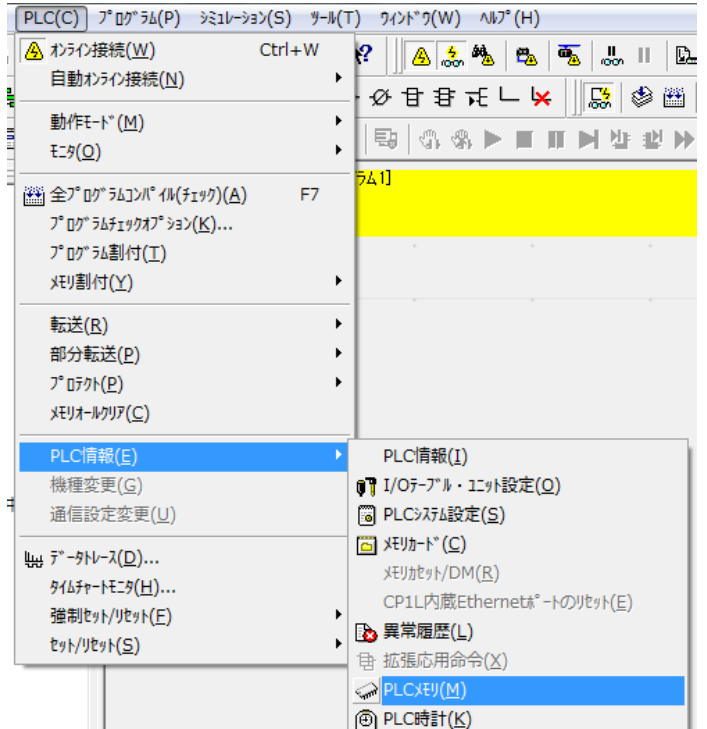 PLC(C) ﾌﾟﾛｸﾞﾗﾑ(P) ｼﾐｭﾚｰｼｮﾝ(S) ﾂｰﾙ(T) ｳｨﾝﾄﾞｳ(W) ﾍﾙﾌﾟ(H)
ｵﾝﾗｲﾝ接続(W) Ctrl+W
自動ｵﾝﾗｲﾝ接続(N)
動作ﾓｰﾄﾞ(M)
ﾓﾆﾀ(O)
ﾗﾑ1]
全ﾌﾟﾛｸﾞﾗﾑｺﾝﾊﾟｲﾙ(ﾁｪｯｸ)(A) F7
ﾌﾟﾛｸﾞﾗﾑﾁｪｯｸｵﾌﾟｼｮﾝ(K)...
ﾌﾟﾛｸﾞﾗﾑ割付(T)
ﾒﾓﾘ割付(Y)
転送(R)
部分転送(P)
ﾌﾟﾛﾃｸﾄ(P)
ﾒﾓﾘｵｰﾙｸﾘｱ(C)
PLC情報(E)
機種変更(G)
通信設定変更(U)
ﾃﾞｰﾀﾄﾚｰｽ(D)...
ﾀｲﾑﾁｬｰﾄﾓﾆﾀ(H)...
強制ｾｯﾄ/ﾘｾｯﾄ(F)
ｾｯﾄ/ﾘｾｯﾄ(S)
PLC情報(I)
I/Oﾃｰﾌﾞﾙ・ﾕﾆｯﾄ設定(O)
PLCｼｽﾃﾑ設定(S)
ﾒﾓﾘｶｰﾄﾞ(C)
ﾒﾓﾘｶｾｯﾄ/DM(R)
CP1L内蔵Ethernetﾎﾟｰﾄのﾘｾｯﾄ(E)
異常履歴(L)
拡張応用命令(X)
PLCﾒﾓﾘ(M)
PLC時計(K)